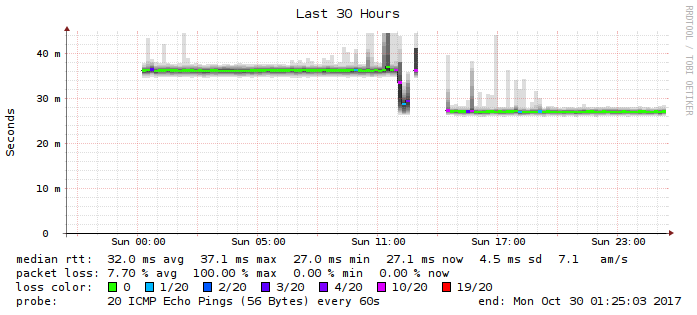 Last 30 Hours
RRDTOOL / TOBI OETIKER
Seconds
40 m
30 m
20 m
10 m
0
Sun 00:00 Sun 05:00 Sun 11:00 Sun 17:00 Sun 23:00
median rtt: 32.0 ms avg 37.1 ms max 27.0 ms min 27.1 ms now 4.5 ms sd 7.1 am/s
packet loss: 7.70 % avg 100.00 % max 0.00 % min 0.00 % now
loss color: 0 1/20 2/20 3/20 4/20 10/20 19/20
probe: 20 ICMP Echo Pings (56 Bytes) every 60s end: Mon Oct 30 01:25:03 2017